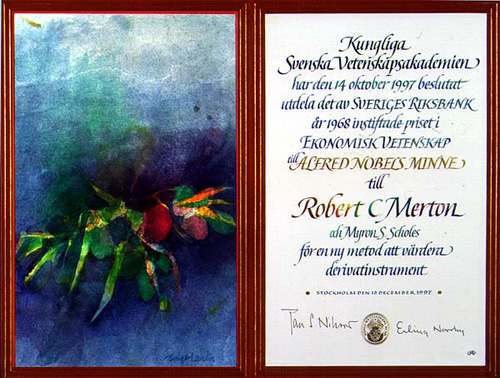 Kungliga
Svenska Vetenskapsakademien
har den 14 oktober 1997 beslutat
utdela det av SVERIGES RIKSBANK
år 1968 instiftade priset i
EKONOMISK VETENSKAP
till ALFRED NOBELS MINNE
till
Robert C Merton
och Myron S. Scholes
för en ny metod att värdera
derivatinstrument
STOCKHOLM DEN 10 DECEMBER 1997
Erling Norrby